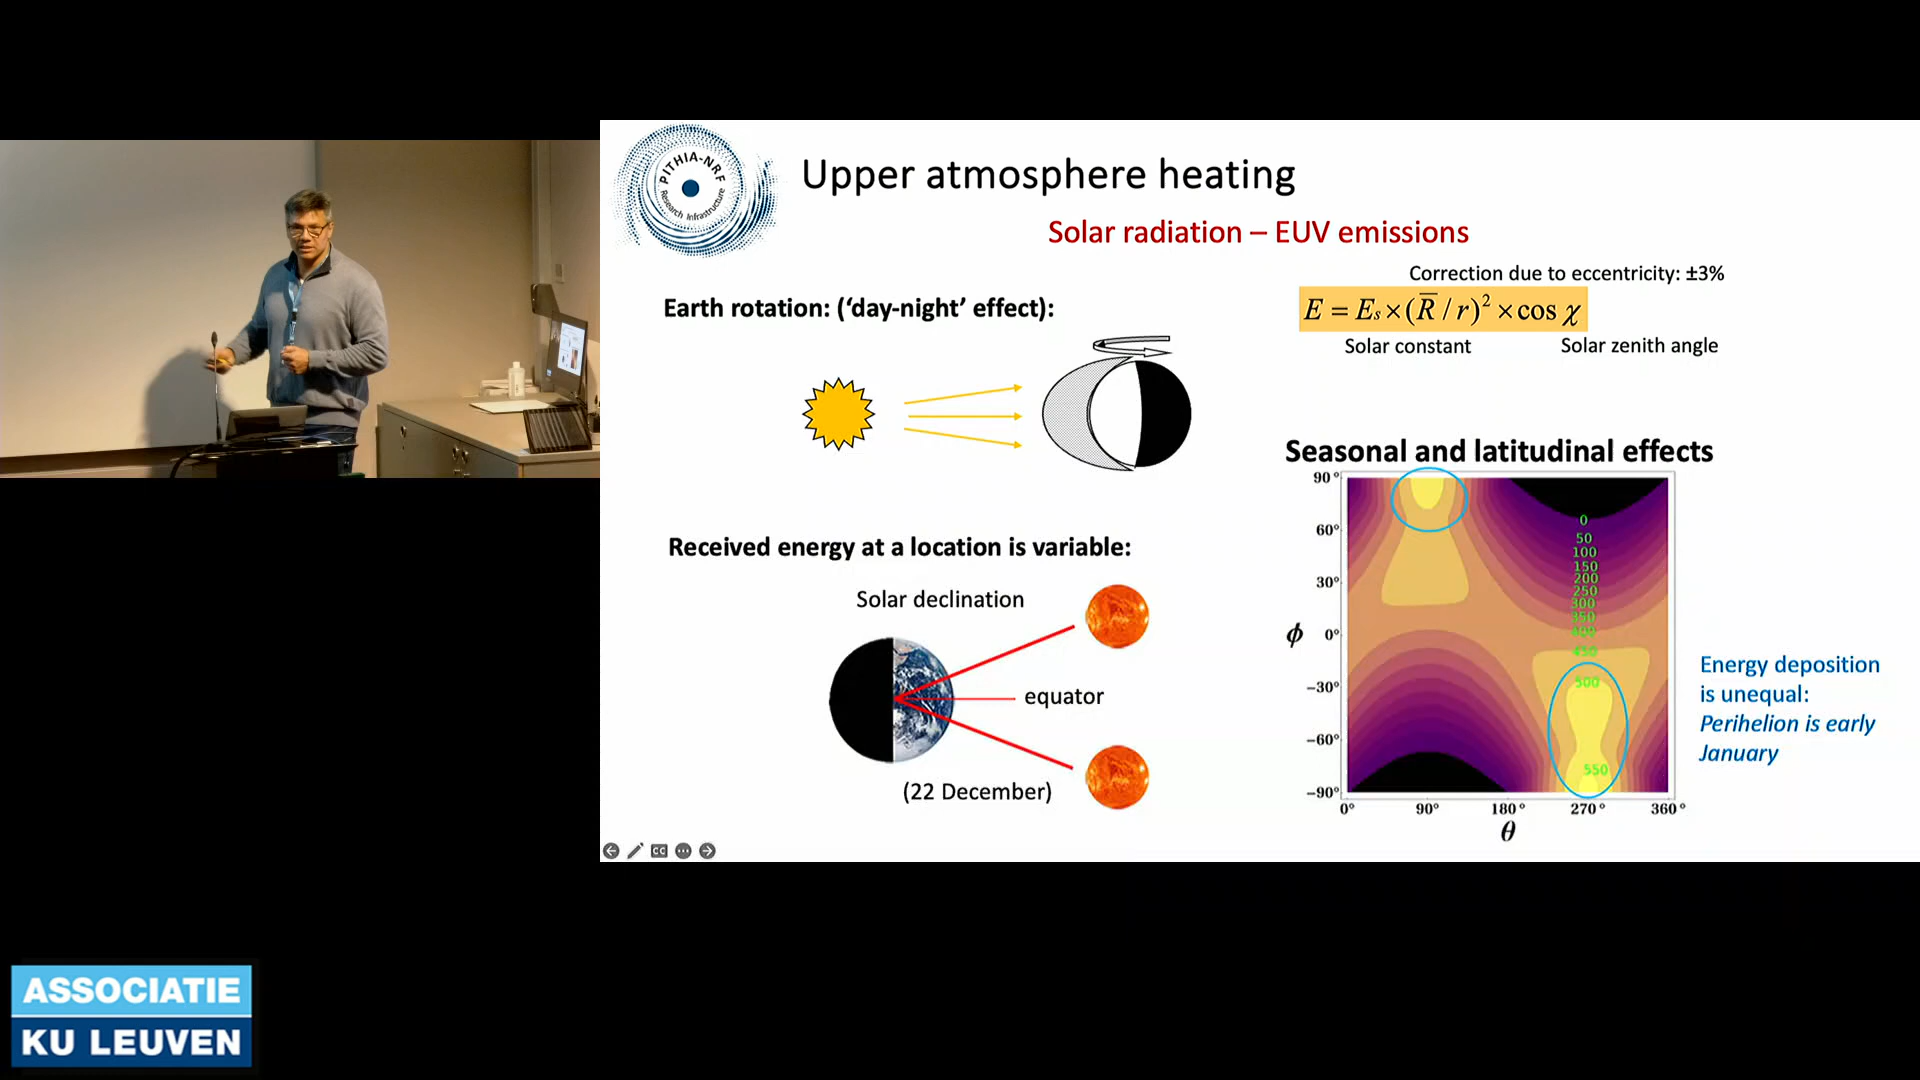 PITHIA-NRF
Research Infrastructure
Upper atmosphere heating
Solar radiation – EUV emissions
Correction due to eccentricity: ±3%
Earth rotation: (‘day-night’ effect):
E = Es×(R̅/r)²×cos χ
Solar constant
Solar zenith angle
Seasonal and latitudinal effects
Received energy at a location is variable:
Solar declination
equator
(22 December)
90°
60°
30°
0°
−30°
−60°
−90°
ϕ
0
50
100
150
200
250
300
350
400
450
500
550
0°
90°
180°
270°
360°
θ
Energy deposition
is unequal:
Perihelion is early
January
CC
ASSOCIATIE
KU LEUVEN